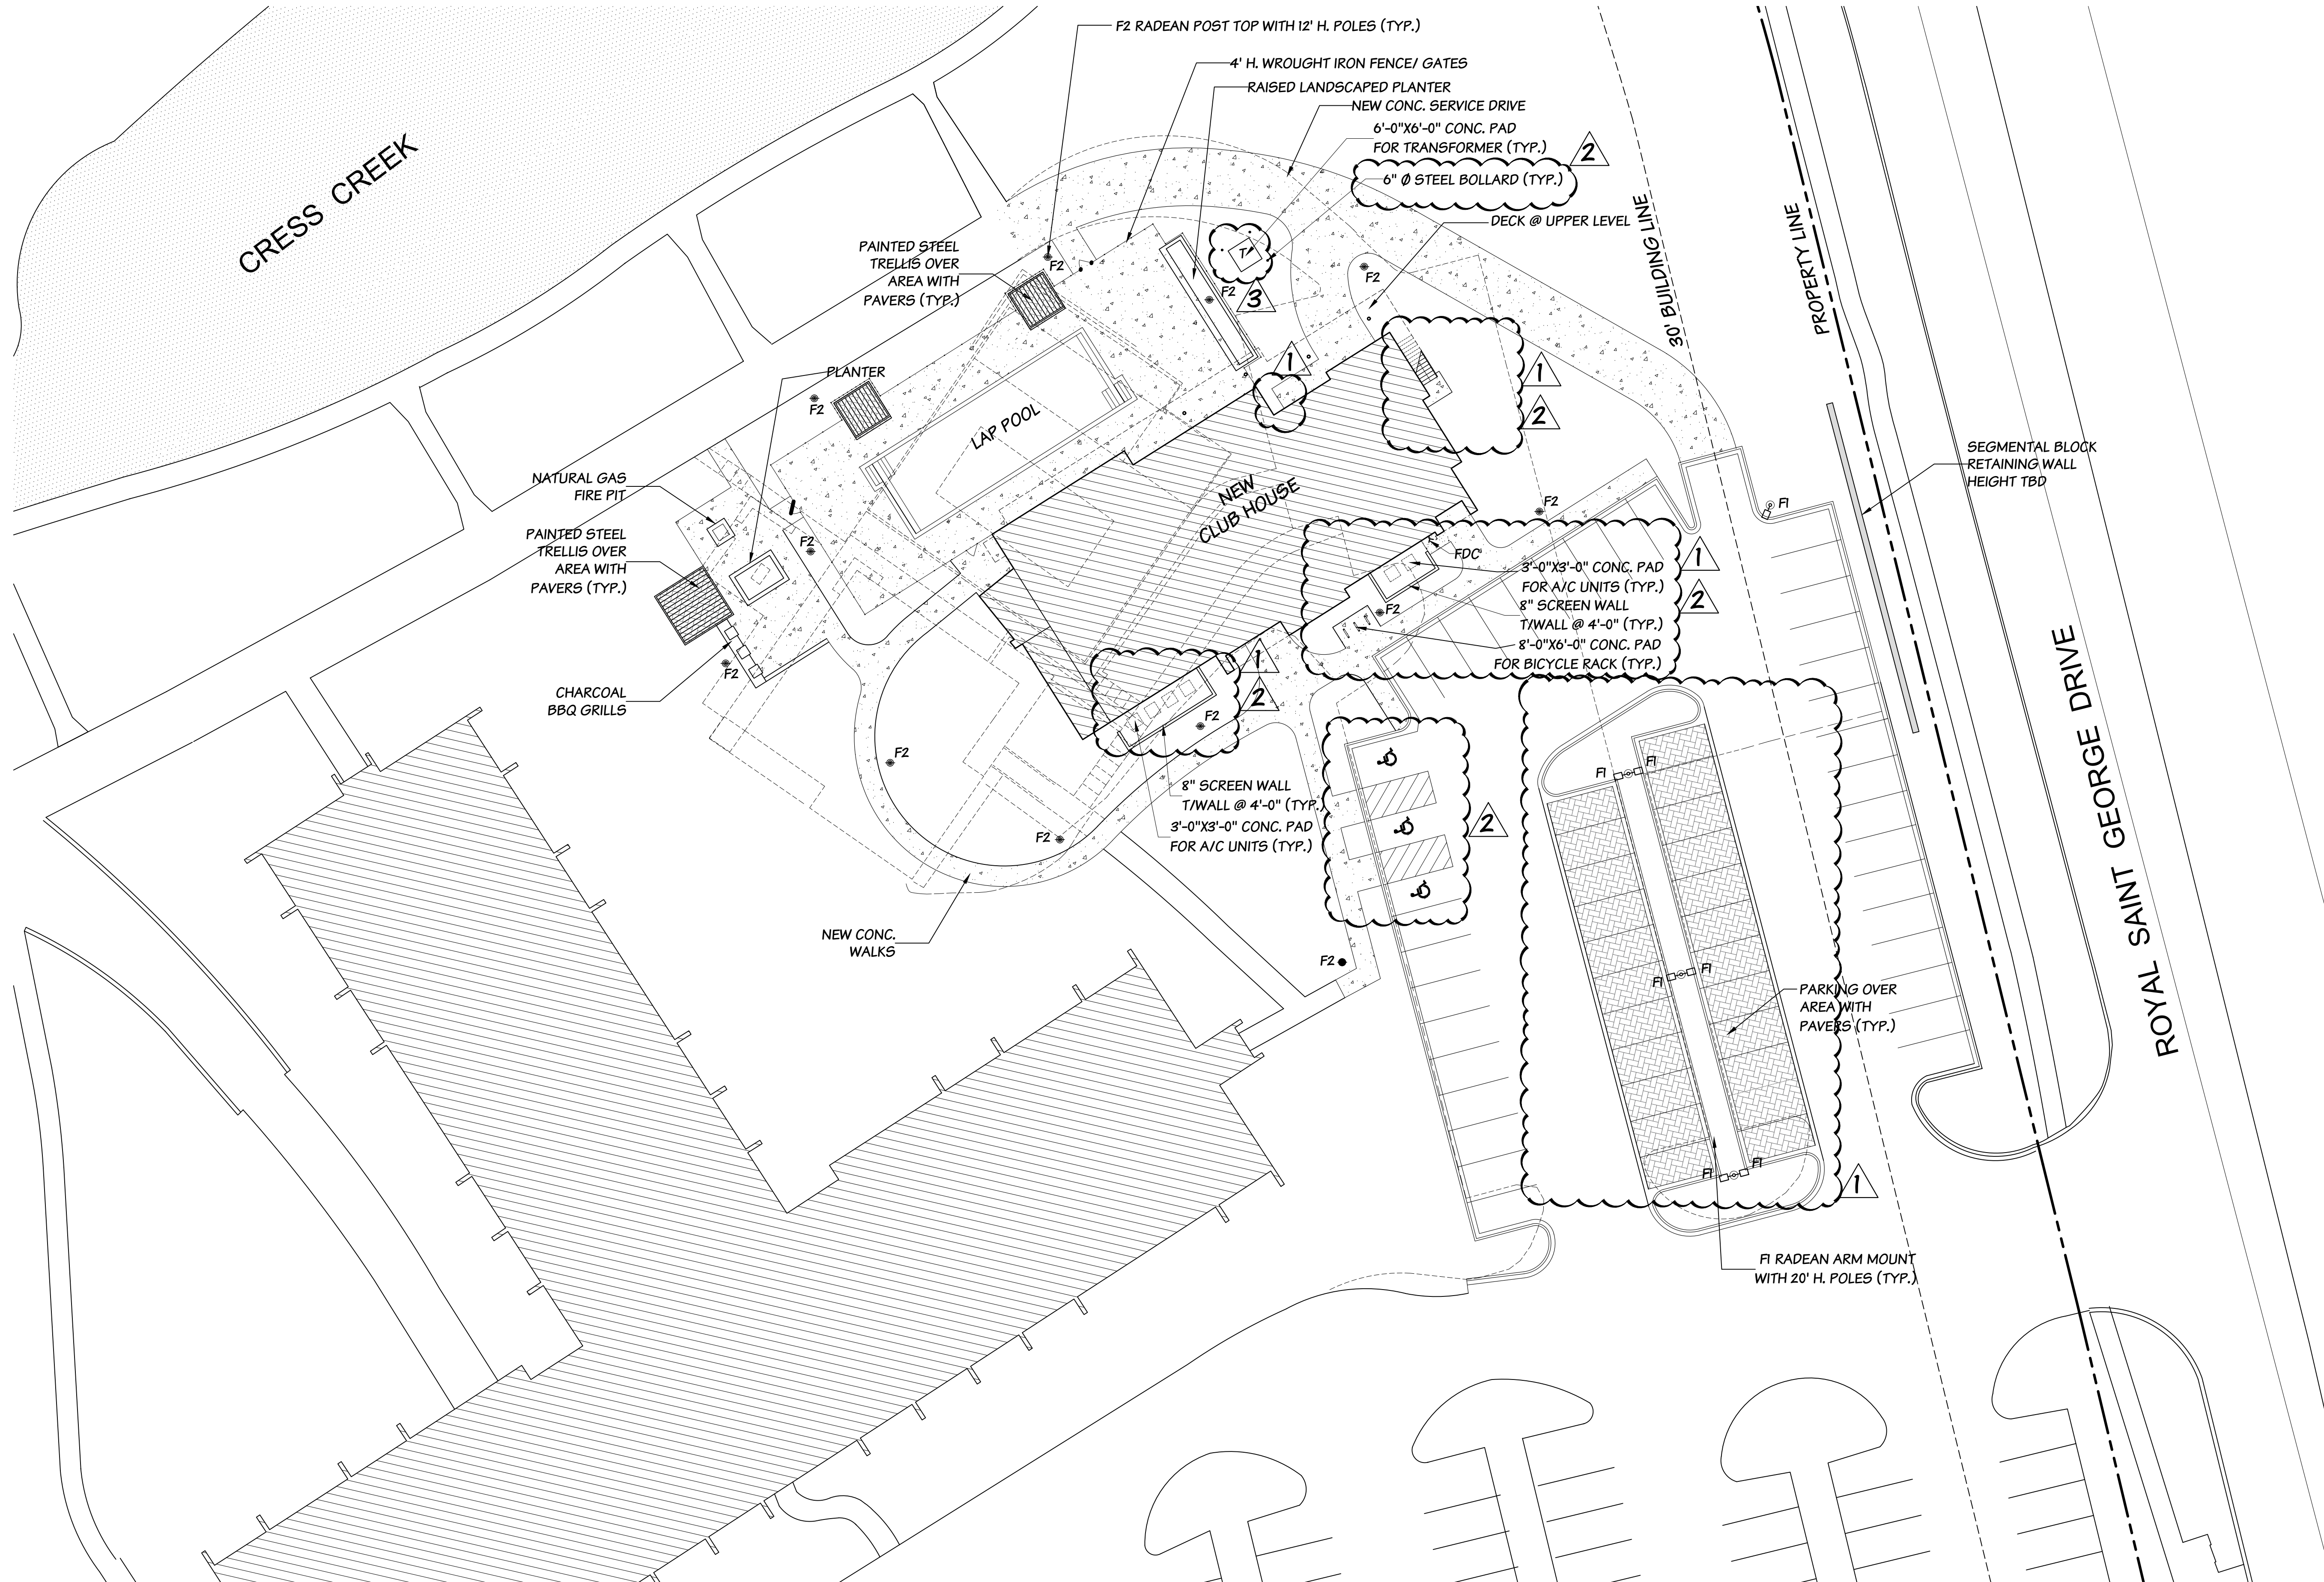 F2 RADEAN POST TOP WITH 12' H. POLES (TYP.)
4' H. WROUGHT IRON FENCE/ GATES
RAISED LANDSCAPED PLANTER
NEW CONC. SERVICE DRIVE
6'-0"X6'-0" CONC. PAD
FOR TRANSFORMER (TYP.)
2
6" Ø STEEL BOLLARD (TYP.)
DECK @ UPPER LEVEL
CRESS CREEK
30' BUILDING LINE
PROPERTY LINE
PAINTED STEEL
TRELLIS OVER
AREA WITH
PAVERS (TYP.)
F2
T
F2
3
F2
PLANTER
F2
LAP POOL
1
1
2
SEGMENTAL BLOCK
RETAINING WALL
HEIGHT TBD
NATURAL GAS
FIRE PIT
NEW
CLUB HOUSE
F2
F1
PAINTED STEEL
TRELLIS OVER
AREA WITH
PAVERS (TYP.)
F2
FDC
3'-0"X3'-0" CONC. PAD
FOR A/C UNITS (TYP.)
8" SCREEN WALL
T/WALL @ 4'-0" (TYP.)
8'-0"X6'-0" CONC. PAD
FOR BICYCLE RACK (TYP.)
1
2
F2
CHARCOAL
BBQ GRILLS
F2
1
2
F2
F2
8" SCREEN WALL
T/WALL @ 4'-0" (TYP.)
3'-0"X3'-0" CONC. PAD
FOR A/C UNITS (TYP.)
F2
2
F1
F1
ROYAL SAINT GEORGE DRIVE
NEW CONC.
WALKS
F2
F1
F1
PARKING OVER
AREA WITH
PAVERS (TYP.)
F1
F1
1
F1 RADEAN ARM MOUNT
WITH 20' H. POLES (TYP.)